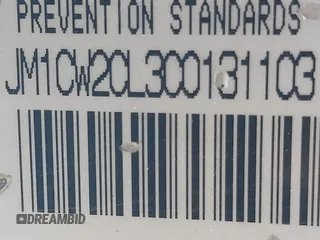 PREVENTION STANDARDS
JM1CW2CL3C0131103
DREAMBID